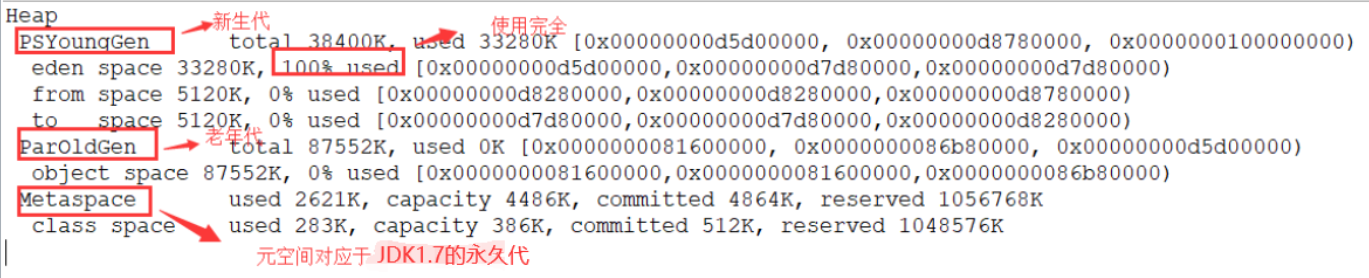 Heap
新生代
使用完全
PSYoungGen total 38400K, used 33280K [0x00000000d5d00000, 0x00000000d8780000, 0x0000000100000000)
eden space 33280K, 100% used [0x00000000d5d00000,0x00000000d7d80000,0x00000000d7d80000)
from space 5120K, 0% used [0x00000000d8280000,0x00000000d8280000,0x00000000d8780000)
to space 5120K, 0% used [0x00000000d7d80000,0x00000000d7d80000,0x00000000d8280000)
老年代
ParOldGen total 87552K, used 0K [0x0000000081600000, 0x0000000086b80000, 0x00000000d5d00000)
object space 87552K, 0% used [0x0000000081600000,0x0000000081600000,0x0000000086b80000)
Metaspace used 2621K, capacity 4486K, committed 4864K, reserved 1056768K
class space used 283K, capacity 386K, committed 512K, reserved 1048576K
元空间对应于 JDK1.7的永久代